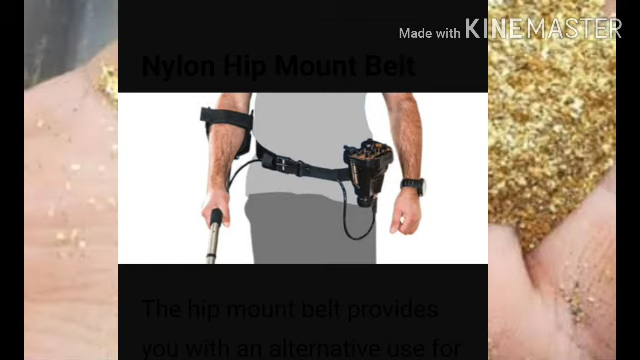 Made with KINEMASTER
Nylon Hip Mount Belt
The hip mount belt provides
you with an alternative use for